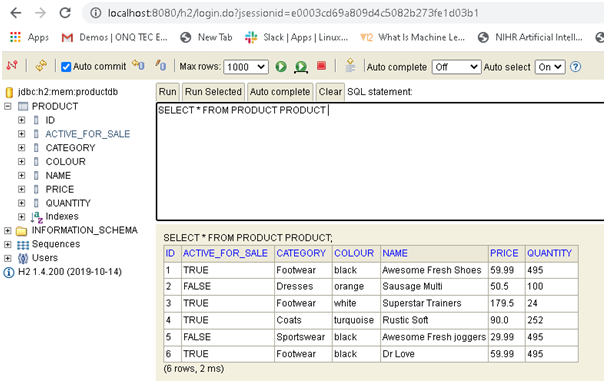 localhost:8080/h2/login.do?jsessionid=e0003cd69a809d4c5082b273fe1d03b1
Apps Demos | ONQ TEC E... New Tab Slack | Apps | Linux... What Is Machine Le... NIHR Artificial Intell...
Auto commit Max rows: 1000 Auto complete Off Auto select On
jdbc:h2:mem:productdb
PRODUCT
ID
ACTIVE_FOR_SALE
CATEGORY
COLOUR
NAME
PRICE
QUANTITY
Indexes
INFORMATION_SCHEMA
Sequences
Users
H2 1.4.200 (2019-10-14)
Run Run Selected Auto complete Clear SQL statement:
SELECT * FROM PRODUCT PRODUCT
SELECT * FROM PRODUCT PRODUCT;
ID ACTIVE_FOR_SALE CATEGORY COLOUR NAME PRICE QUANTITY
1 TRUE Footwear black Awesome Fresh Shoes 59.99 495
2 FALSE Dresses orange Sausage Multi 50.5 100
3 TRUE Footwear white Superstar Trainers 179.5 24
4 TRUE Coats turquoise Rustic Soft 90.0 252
5 FALSE Sportswear black Awesome Fresh joggers 29.99 495
6 TRUE Footwear black Dr Love 59.99 495
(6 rows, 2 ms)